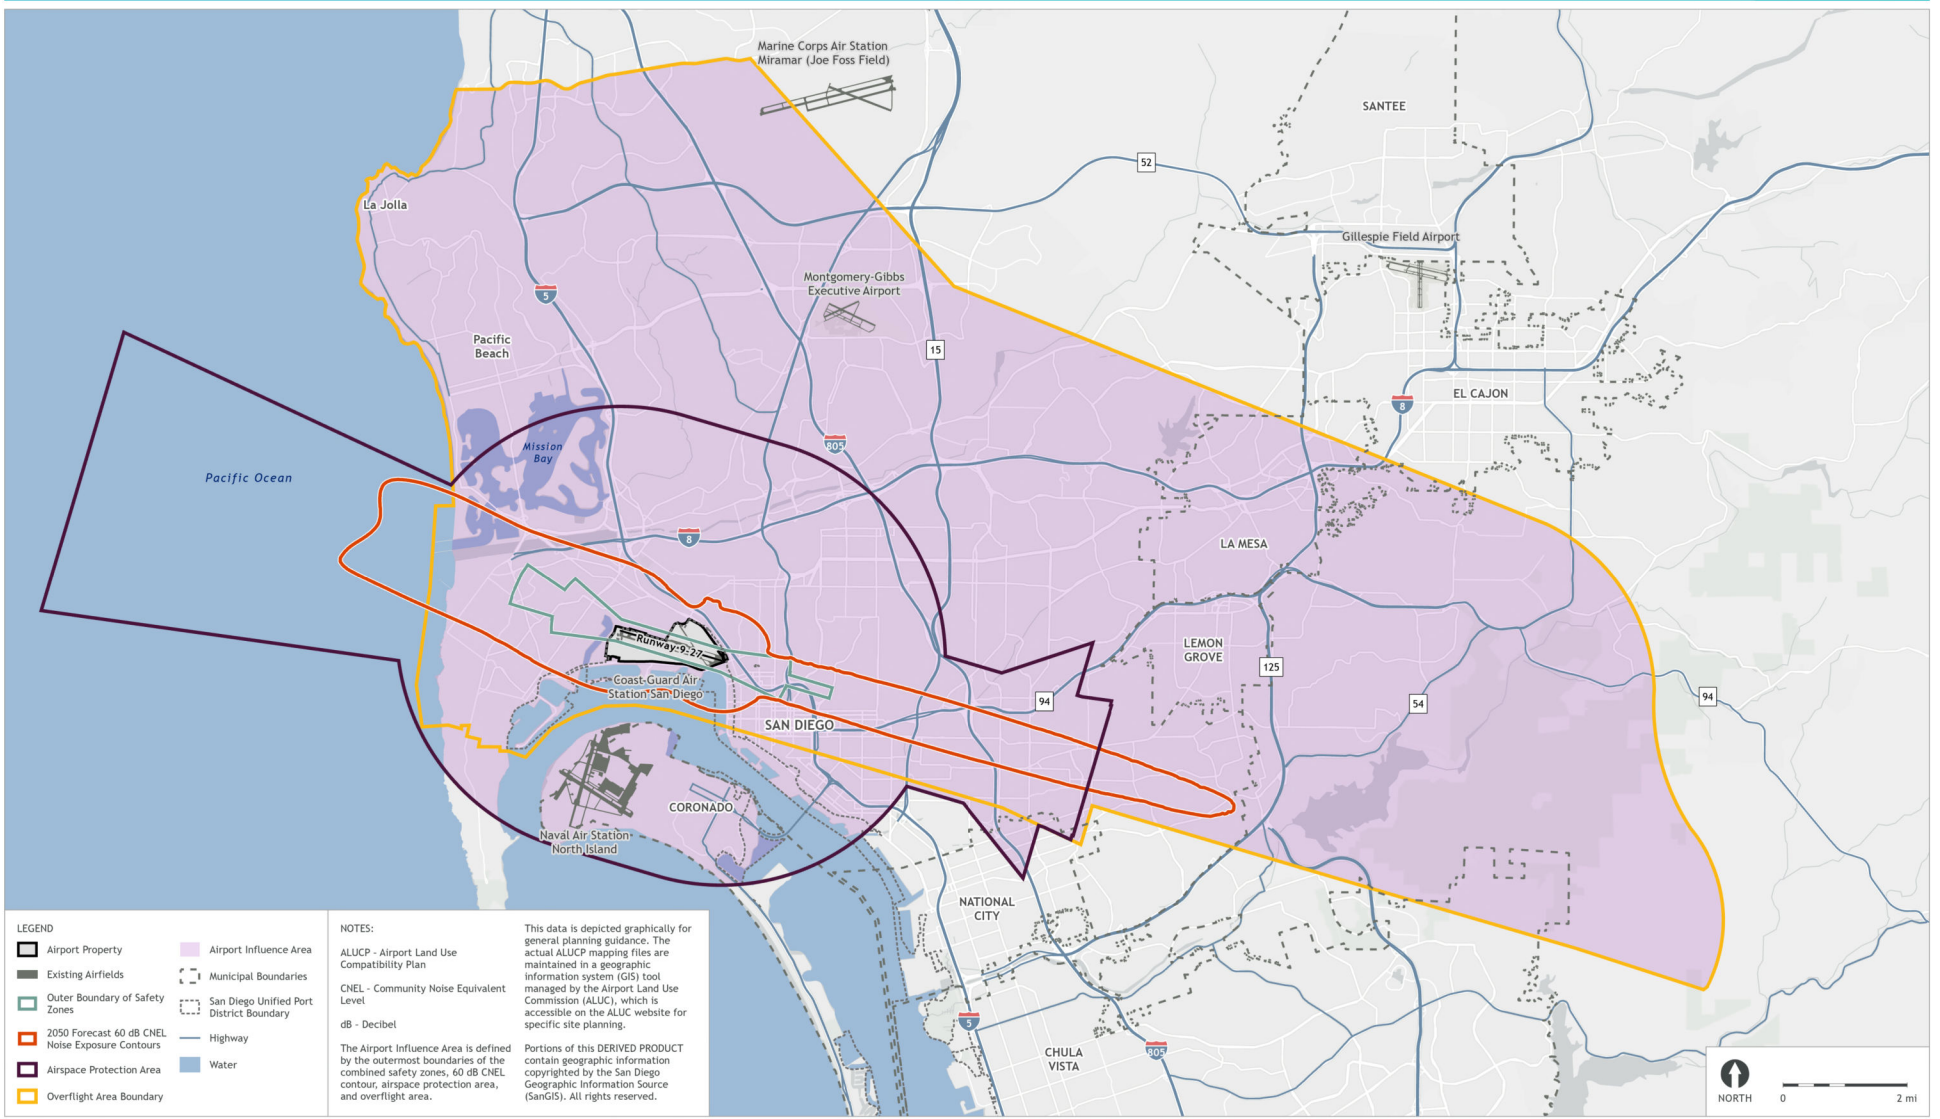 Marine Corps Air Station
Miramar (Joe Foss Field)
SANTEE
52
La Jolla
Gillespie Field Airport
Montgomery-Gibbs
Executive Airport
5
Pacific
Beach
15
EL CAJON
8
805
Mission
Bay
Pacific Ocean
8
LA MESA
Runway 9-27
LEMON
GROVE
125
Coast Guard Air
Station San Diego
94
54
94
SAN DIEGO
CORONADO
Naval Air Station
North Island
NATIONAL
CITY
5
805
CHULA
VISTA
LEGEND
Airport Property
Existing Airfields
Outer Boundary of Safety
Zones
2050 Forecast 60 dB CNEL
Noise Exposure Contours
Airspace Protection Area
Overflight Area Boundary
Airport Influence Area
Municipal Boundaries
San Diego Unified Port
District Boundary
Highway
Water
NOTES:
ALUCP - Airport Land Use
Compatibility Plan
CNEL - Community Noise Equivalent
Level
dB - Decibel
The Airport Influence Area is defined
by the outermost boundaries of the
combined safety zones, 60 dB CNEL
contour, airspace protection area,
and overflight area.
This data is depicted graphically for
general planning guidance. The
actual ALUCP mapping files are
maintained in a geographic
information system (GIS) tool
managed by the Airport Land Use
Commission (ALUC), which is
accessible on the ALUC website for
specific site planning.
Portions of this DERIVED PRODUCT
contain geographic information
copyrighted by the San Diego
Geographic Information Source
(SanGIS). All rights reserved.
NORTH
0
2 mi